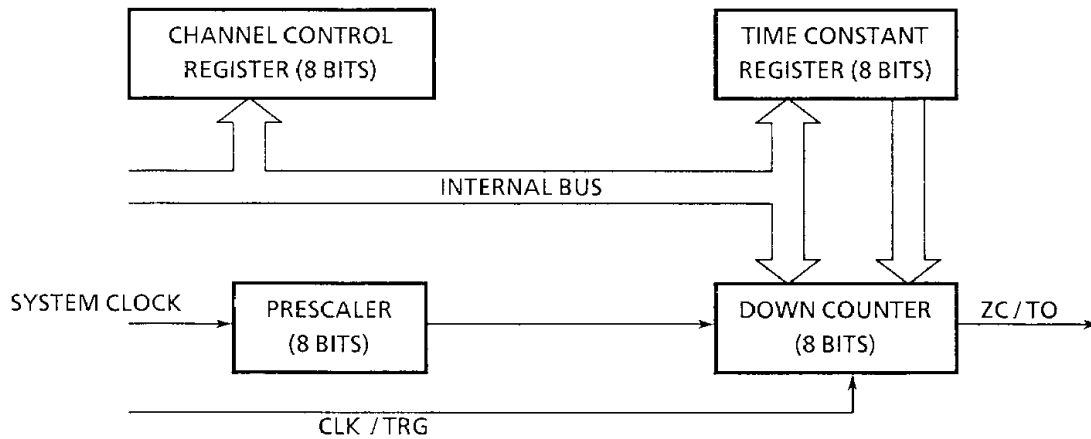 CHANNEL CONTROL
REGISTER (8 BITS)
TIME CONSTANT
REGISTER (8 BITS)
INTERNAL BUS
SYSTEM CLOCK
PRESCALER
(8 BITS)
DOWN COUNTER
(8 BITS)
ZC / TO
CLK / TRG